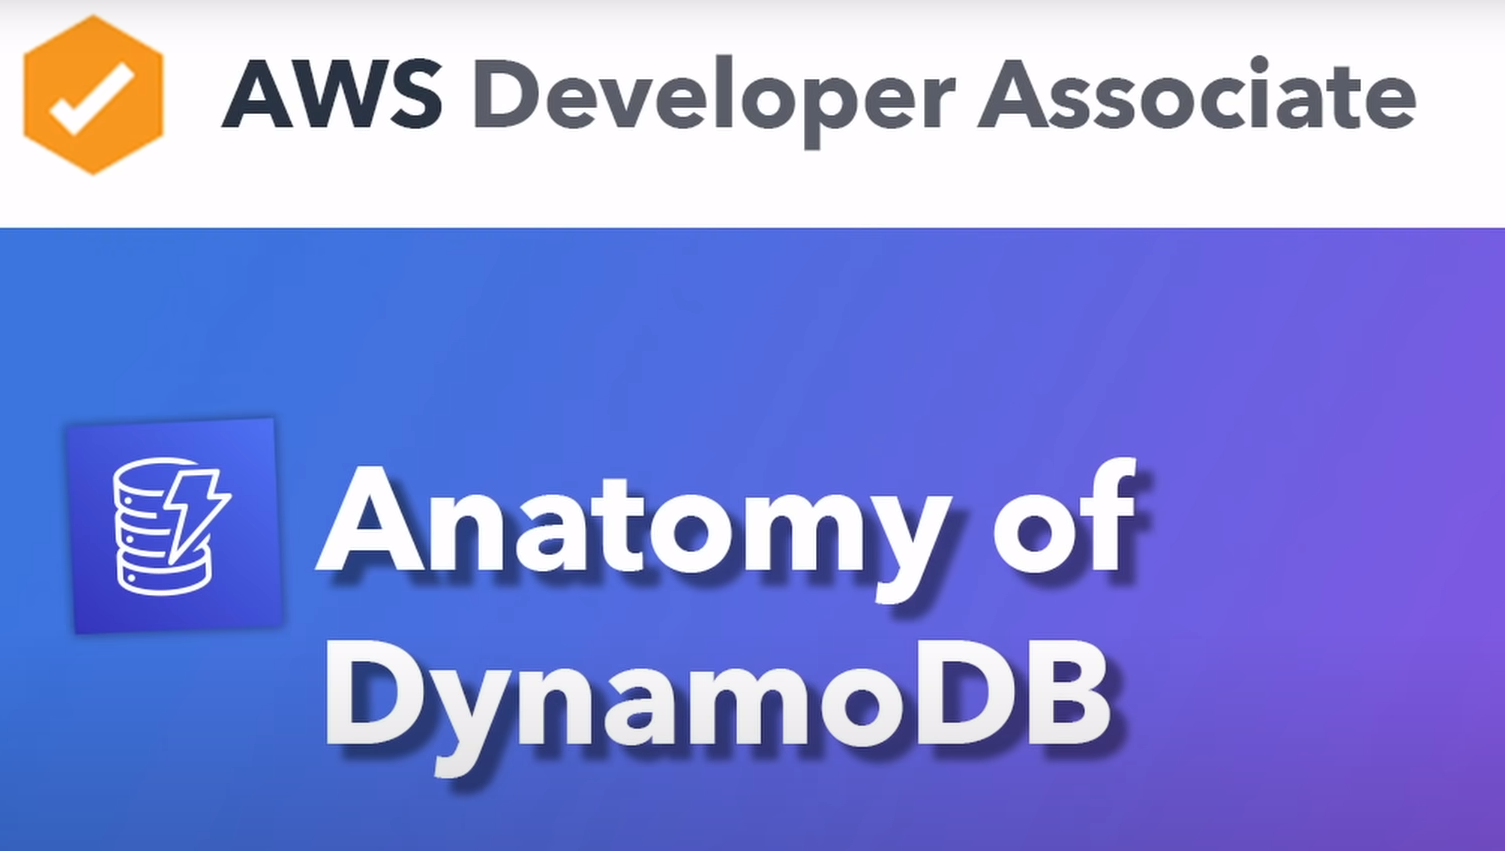 AWS Developer Associate
Anatomy of
DynamoDB